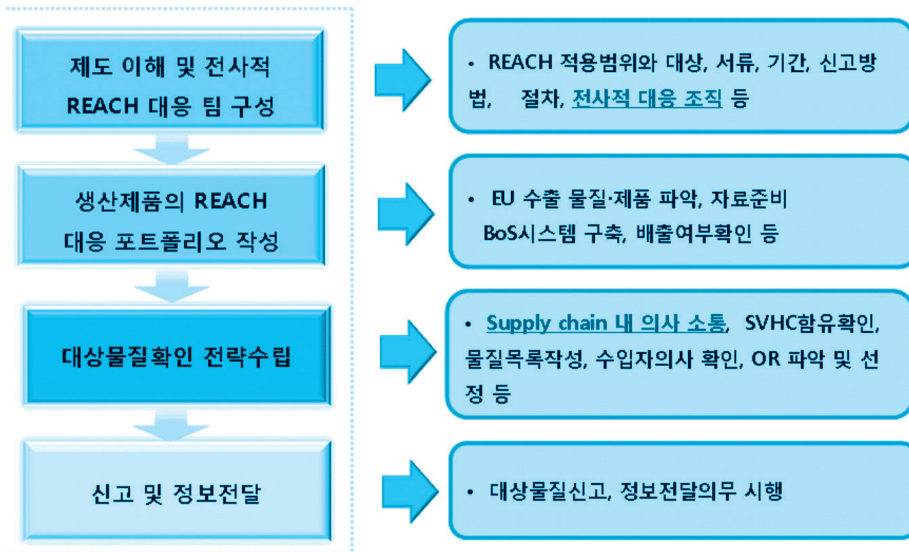 제도 이해 및 전사적
REACH 대응 팀 구성
• REACH 적용범위와 대상, 서류, 기간, 신고방
법, 절차, 전사적 대응 조직 등
생산제품의 REACH
대응 포트폴리오 작성
• EU 수출 물질·제품 파악, 자료준비
BoS시스템 구축, 배출여부확인 등
대상물질확인 전략수립
• Supply chain 내 의사 소통, SVHC함유확인,
물질목록작성, 수입자의사 확인, OR 파악 및 선
정 등
신고 및 정보전달
• 대상물질신고, 정보전달의무 시행